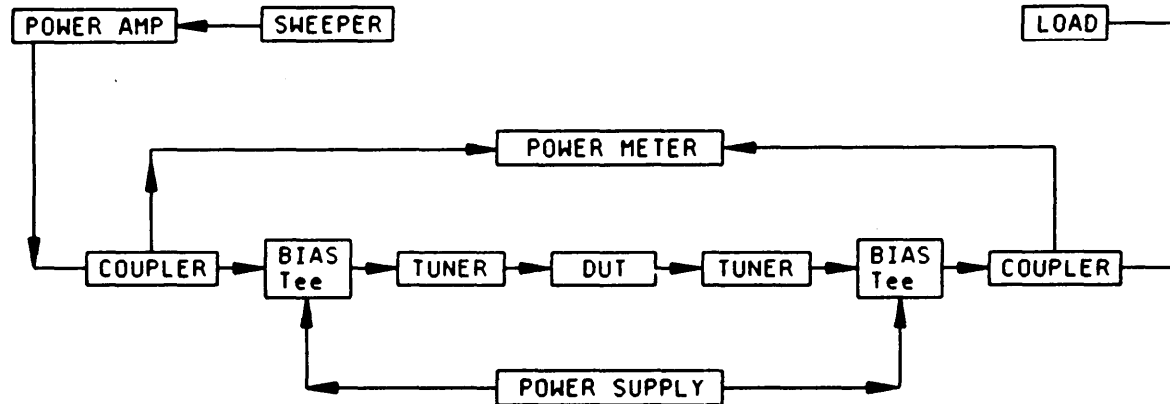 POWER AMP
SWEEPER
LOAD
POWER METER
COUPLER
BIAS
Tee
TUNER
DUT
TUNER
BIAS
Tee
COUPLER
POWER SUPPLY